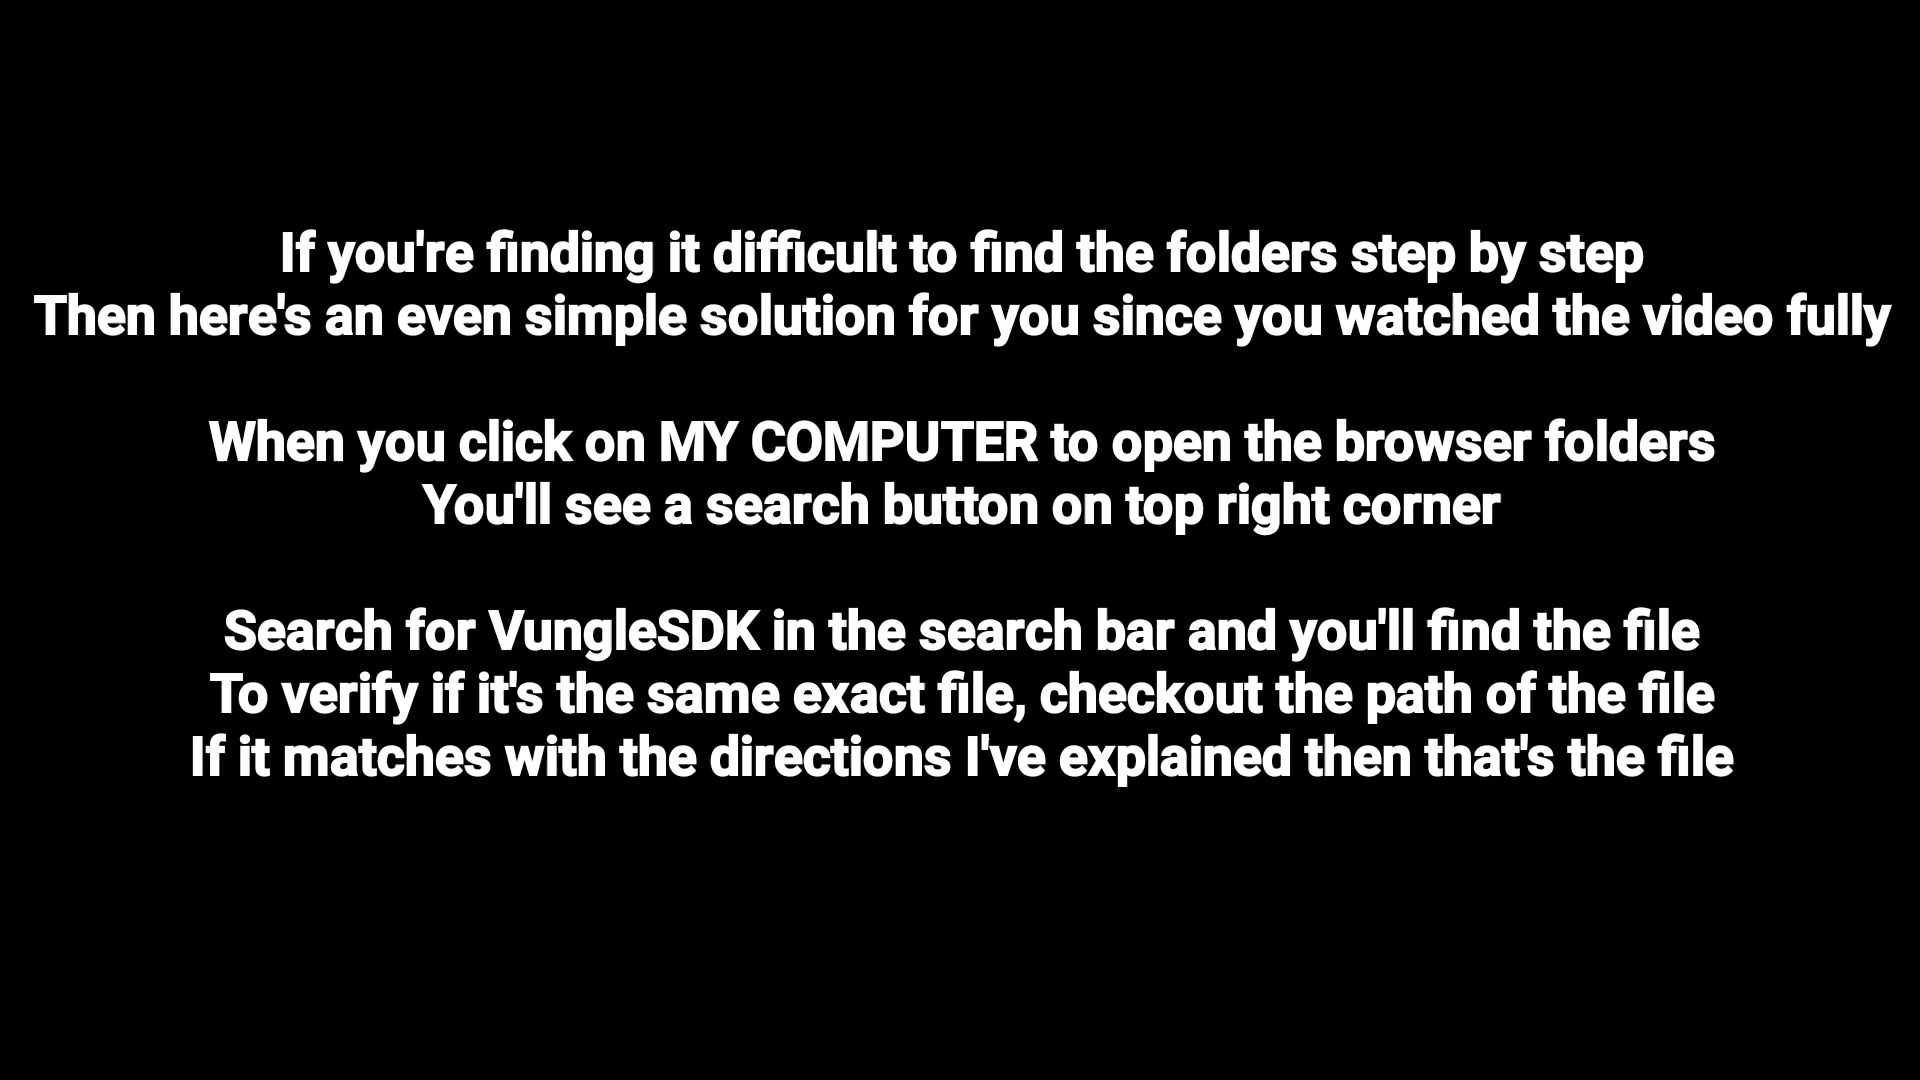 If you're finding it difficult to find the folders step by step
Then here's an even simple solution for you since you watched the video fully
When you click on MY COMPUTER to open the browser folders
You'll see a search button on top right corner
Search for VungleSDK in the search bar and you'll find the file
To verify if it's the same exact file, checkout the path of the file
If it matches with the directions I've explained then that's the file